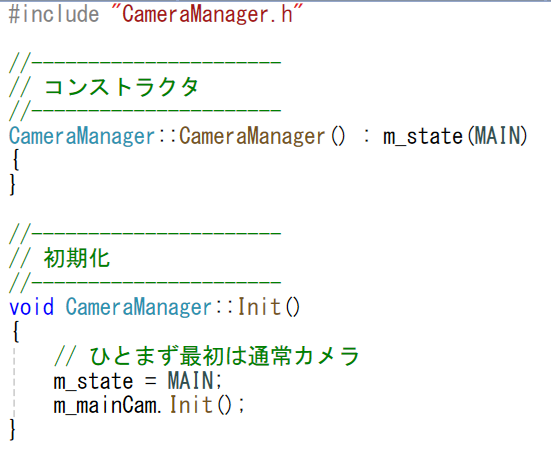 #include "CameraManager.h"
//----------------------
// コンストラクタ
//----------------------
CameraManager::CameraManager() : m_state(MAIN)
{
}
//----------------------
// 初期化
//----------------------
void CameraManager::Init()
{
// ひとまず最初は通常カメラ
m_state = MAIN;
m_mainCam.Init();
}